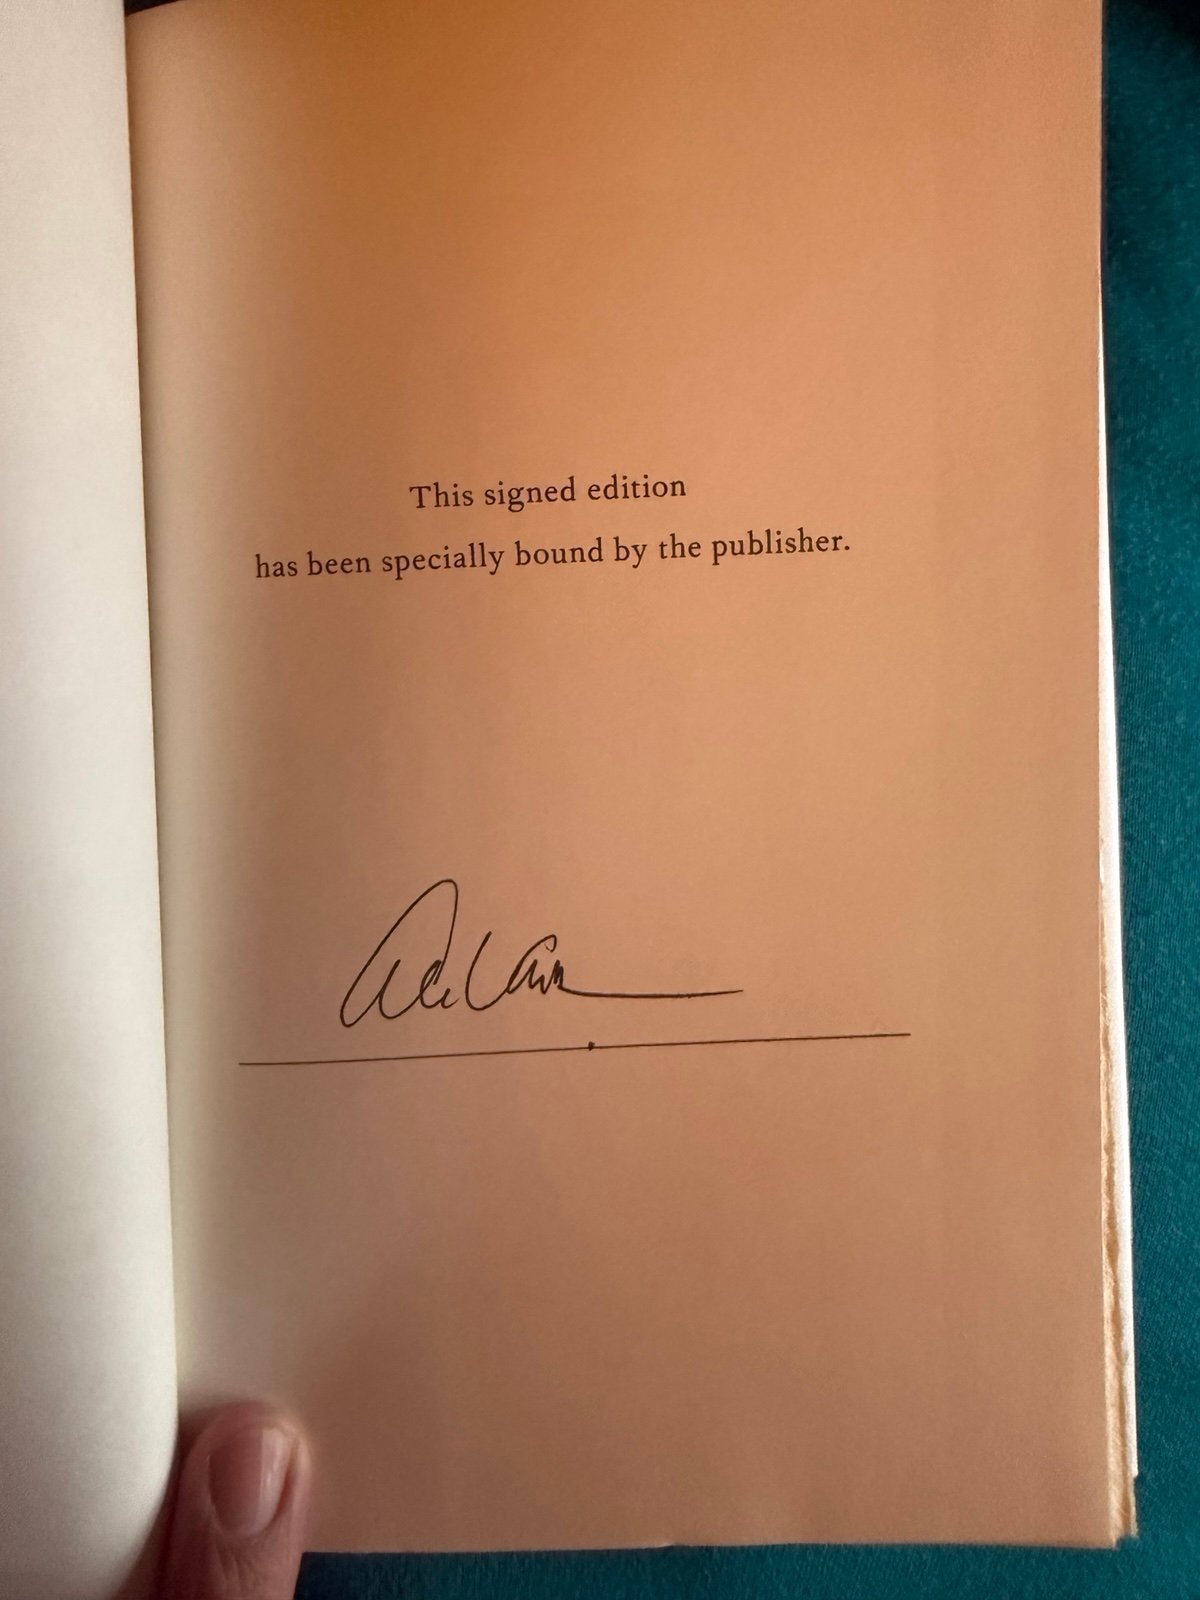 This signed edition
has been specially bound by the publisher.